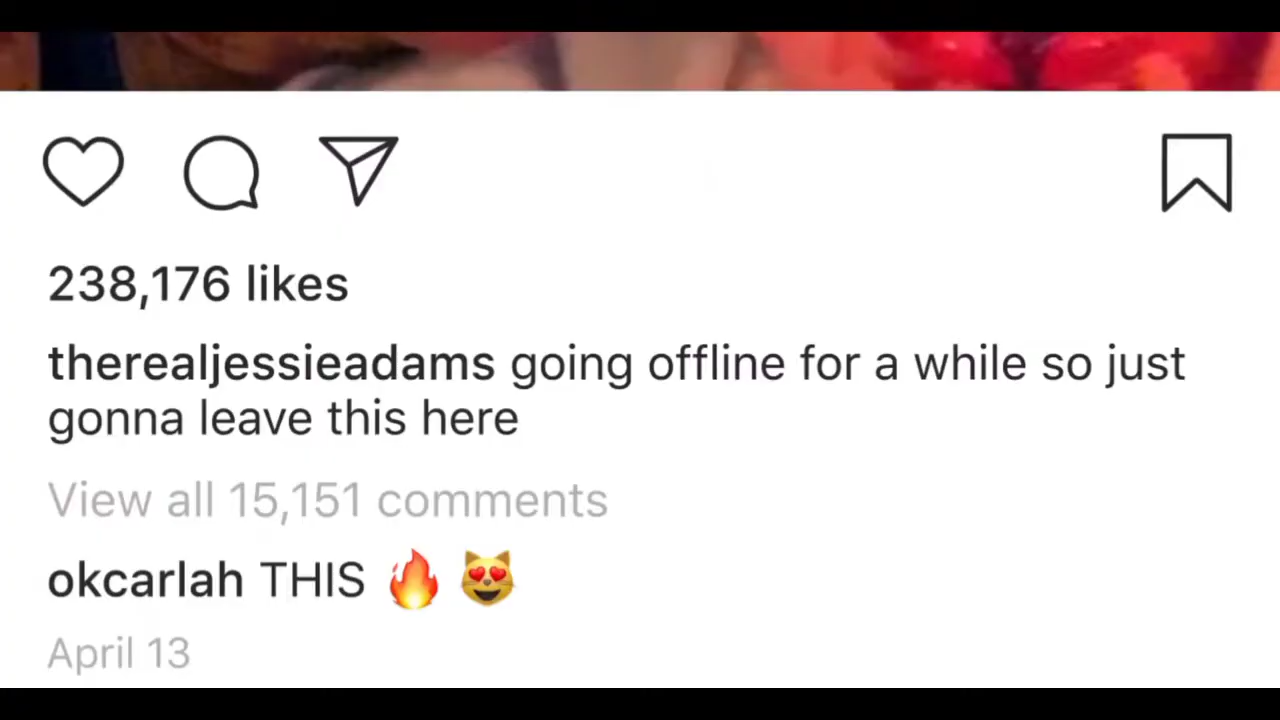 238,176 likes
therealjessieadams going offline for a while so just
gonna leave this here
View all 15,151 comments
okcarlah THIS 🔥 😻
April 13